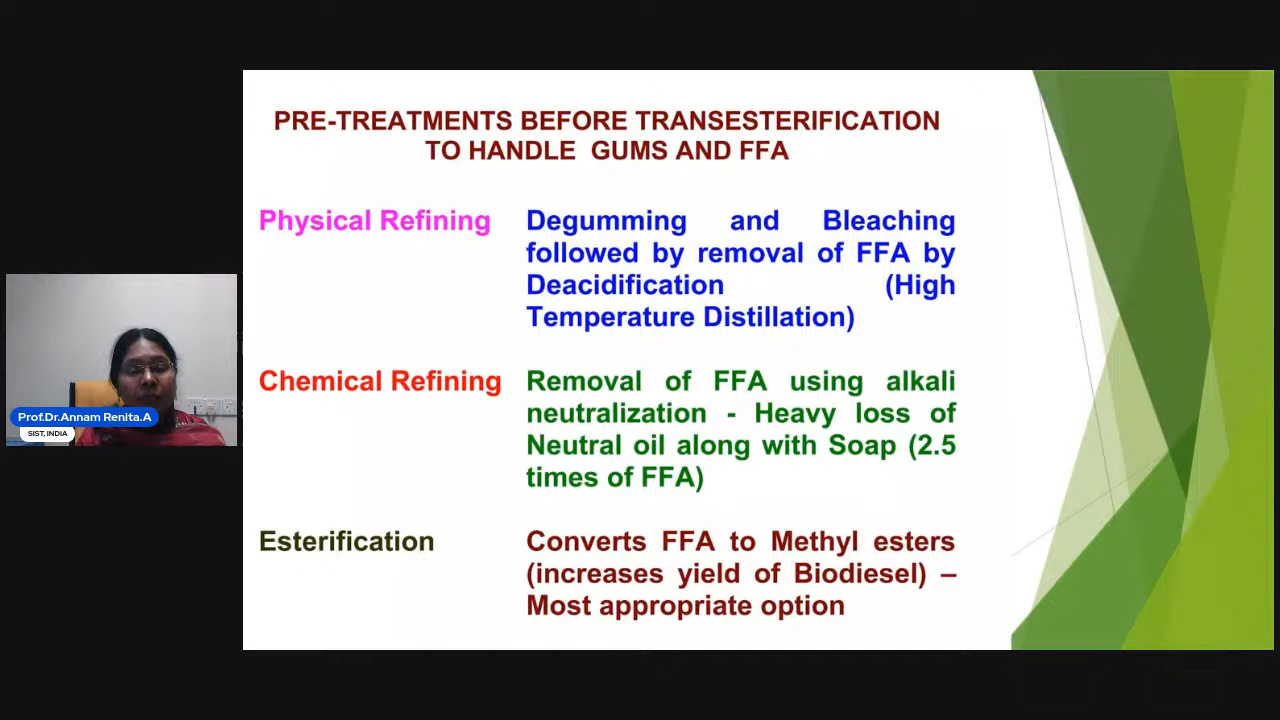 PRE-TREATMENTS BEFORE TRANSESTERIFICATION
TO HANDLE GUMS AND FFA
Physical Refining
Degumming and Bleaching
followed by removal of FFA by
Deacidification (High
Temperature Distillation)
Chemical Refining
Removal of FFA using alkali
neutralization - Heavy loss of
Neutral oil along with Soap (2.5
times of FFA)
Esterification
Converts FFA to Methyl esters
(increases yield of Biodiesel) –
Most appropriate option
Prof.Dr.Annam Renita.A
SIST, INDIA